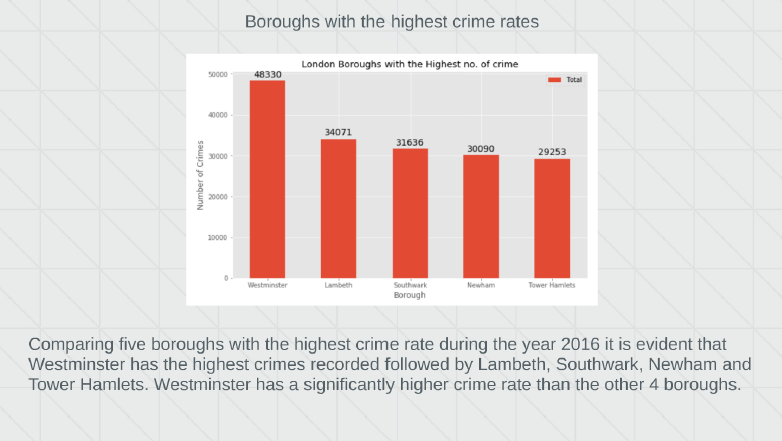 Boroughs with the highest crime rates
London Boroughs with the Highest no. of crime
Total
50000
40000
30000
20000
10000
0
Number of Crimes
48330
34071
31636
30090
29253
Westminster Lambeth Southwark Newham Tower Hamlets
Borough
Comparing five boroughs with the highest crime rate during the year 2016 it is evident that
Westminster has the highest crimes recorded followed by Lambeth, Southwark, Newham and
Tower Hamlets. Westminster has a significantly higher crime rate than the other 4 boroughs.